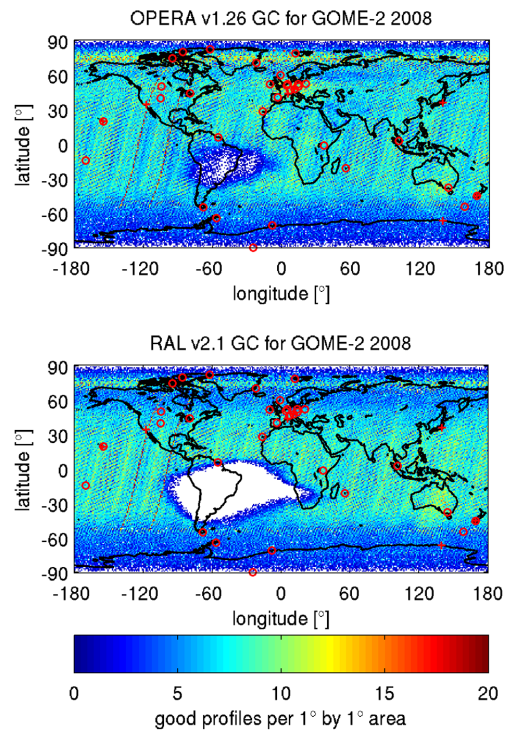 OPERA v1.26 GC for GOME-2 2008
90
60
30
0
-30
-60
-90
latitude [°]
-180 -120 -60 0 60 120 180
longitude [°]
RAL v2.1 GC for GOME-2 2008
90
60
30
0
-30
-60
-90
latitude [°]
-180 -120 -60 0 60 120 180
longitude [°]
0 5 10 15 20
good profiles per 1° by 1° area